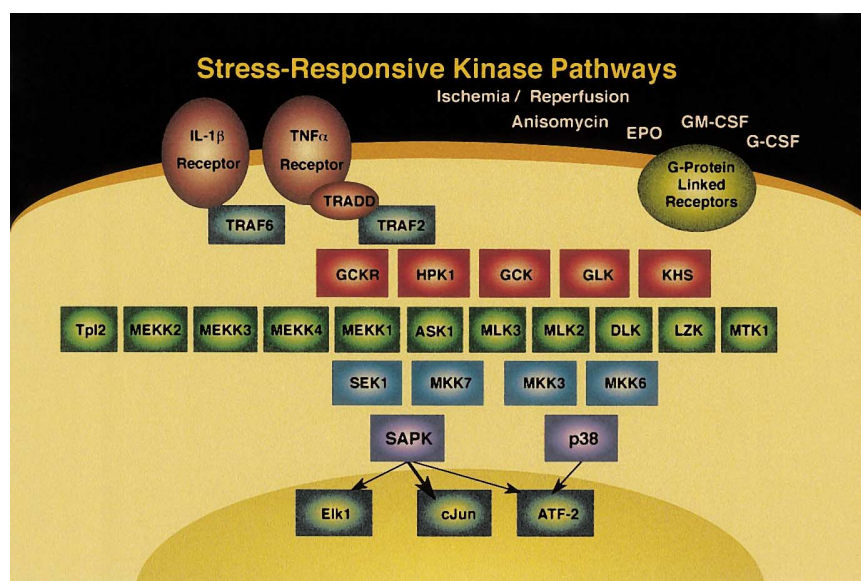 Stress-Responsive Kinase Pathways
Ischemia / Reperfusion
Anisomycin
EPO
GM-CSF
G-CSF
IL-1β
Receptor
TNFα
Receptor
G-Protein
Linked
Receptors
TRADD
TRAF6
TRAF2
GCKR HPK1 GCK GLK KHS
Tpl2 MEKK2 MEKK3 MEKK4 MEKK1 ASK1 MLK3 MLK2 DLK LZK MTK1
SEK1 MKK7 MKK3 MKK6
SAPK p38
Elk1 cJun ATF-2